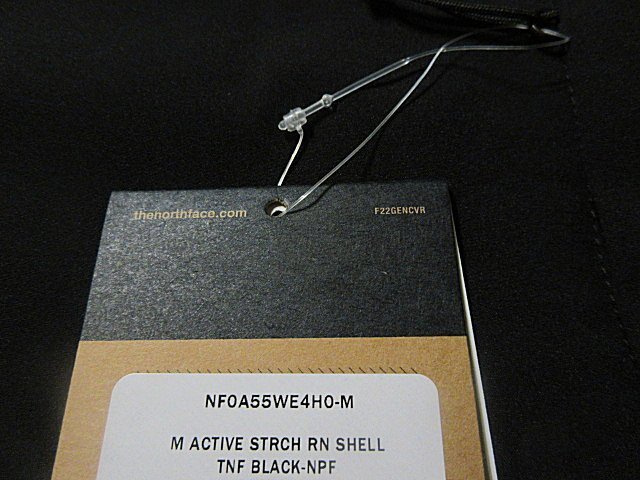 thenorthface.com
F22GENCVR
NF0A55WE4H0-M
M ACTIVE STRCH RN SHELL
TNF BLACK-NPF